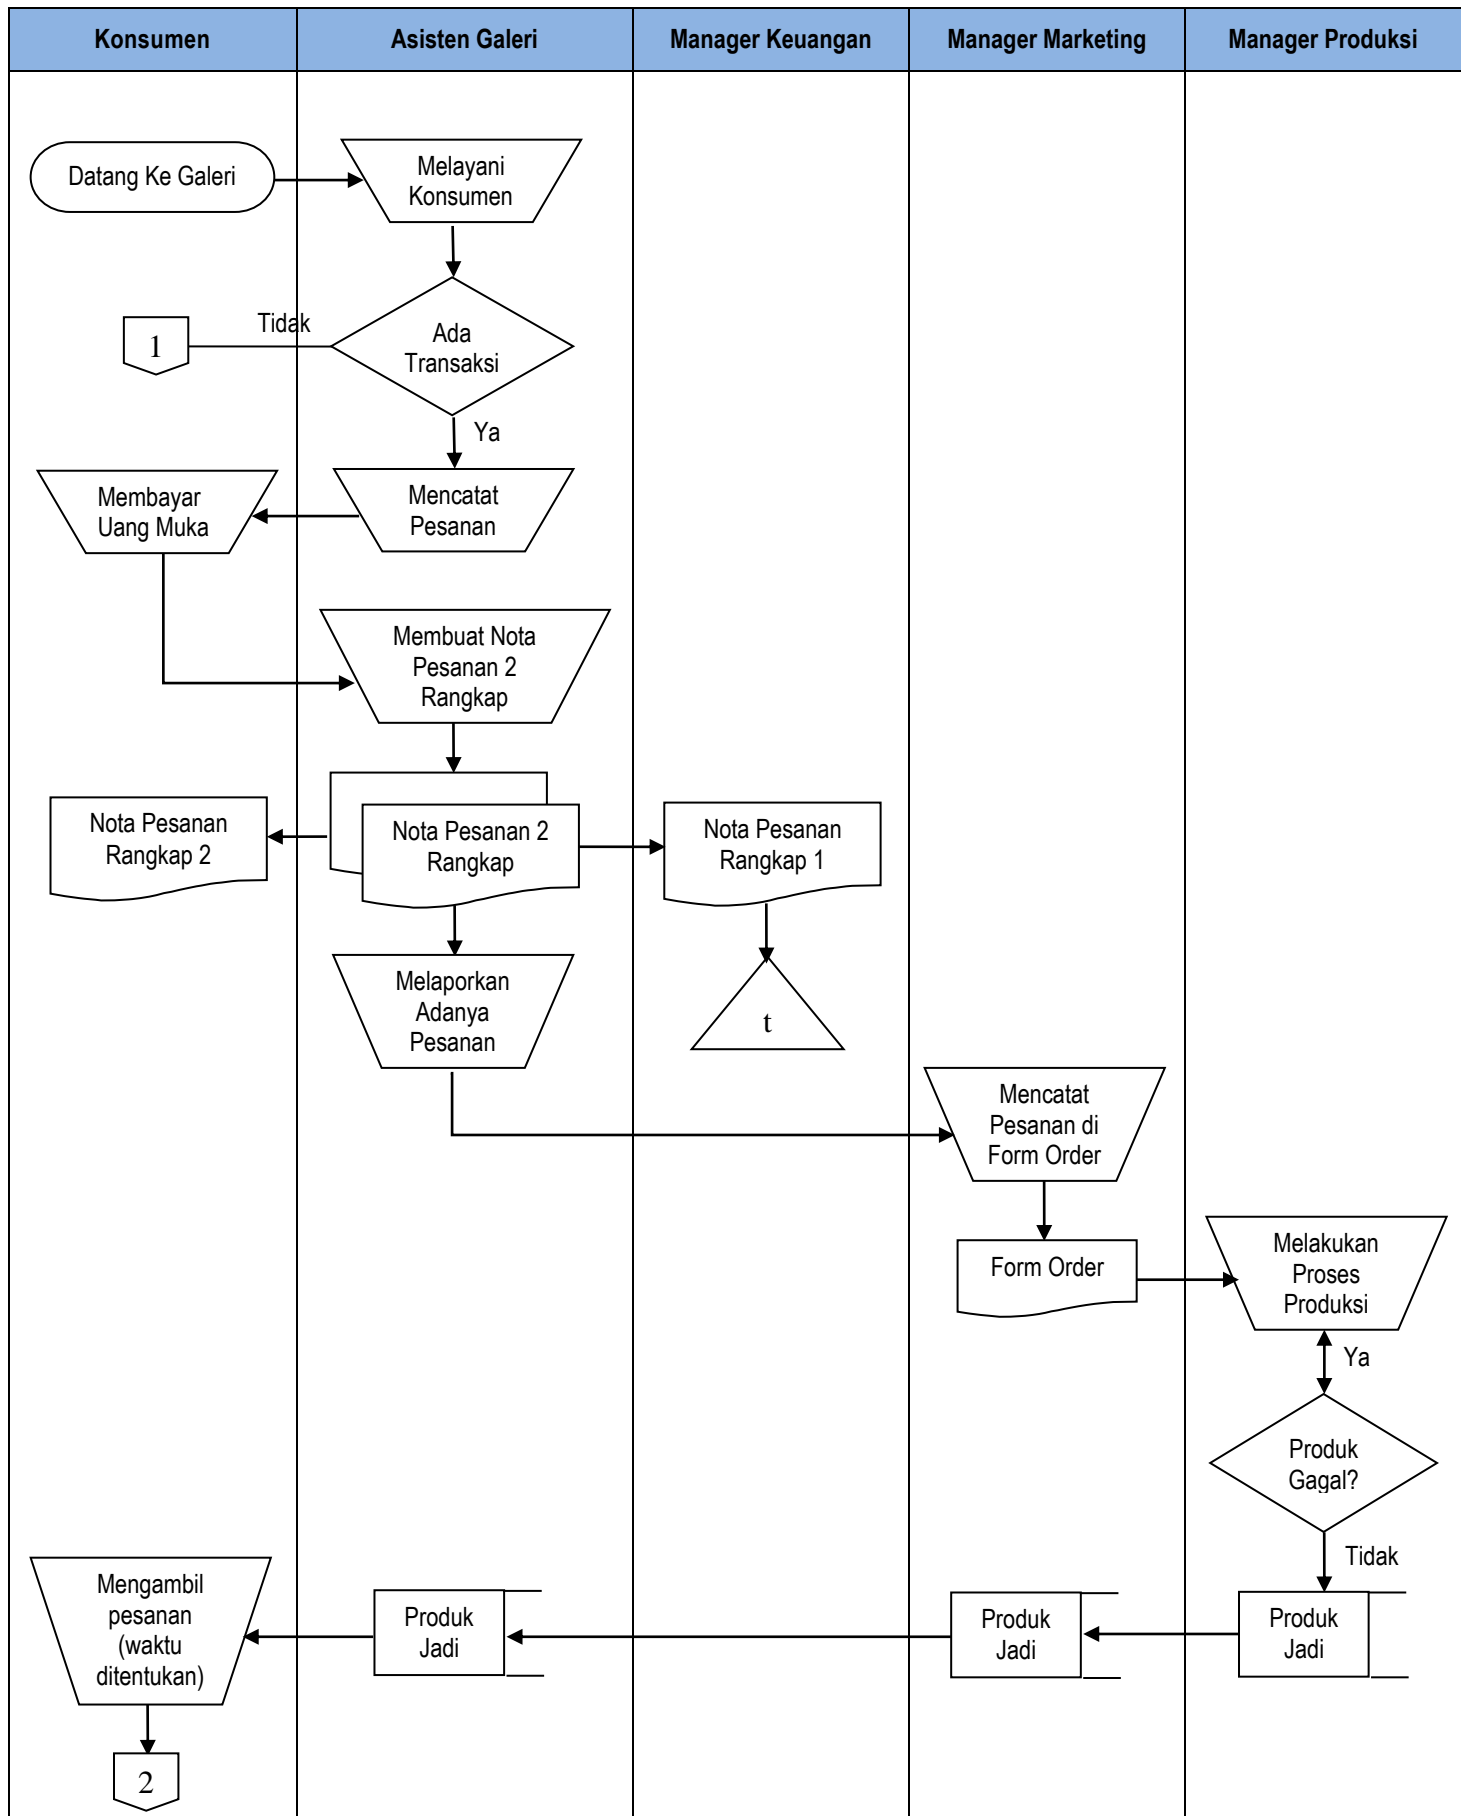 Konsumen
Asisten Galeri
Manager Keuangan
Manager Marketing
Manager Produksi
Datang Ke Galeri
Melayani
Konsumen
1
Tidak
Ada
Transaksi
Ya
Membayar
Uang Muka
Mencatat
Pesanan
Membuat Nota
Pesanan 2
Rangkap
Nota Pesanan
Rangkap 2
Nota Pesanan 2
Rangkap
Nota Pesanan
Rangkap 1
Melaporkan
Adanya
Pesanan
t
Mencatat
Pesanan di
Form Order
Form Order
Melakukan
Proses
Produksi
Ya
Produk
Gagal?
Tidak
Mengambil
pesanan
(waktu
ditentukan)
Produk
Jadi
Produk
Jadi
Produk
Jadi
2